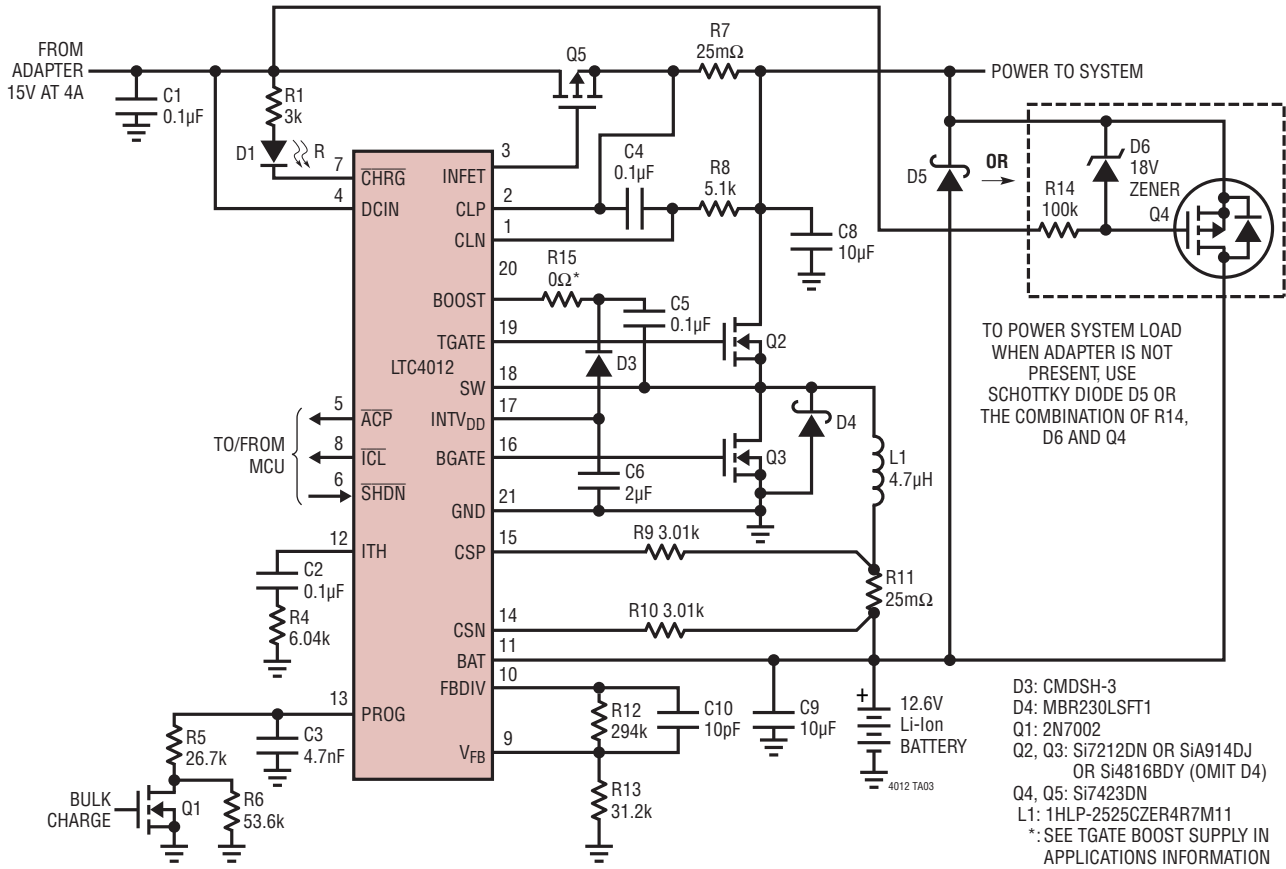 FROM
ADAPTER
15V AT 4A
C1
0.1µF
R1
3k
D1
R
Q5
R7
25mΩ
POWER TO SYSTEM
7
CHRG
4
DCIN
3
INFET
2
CLP
1
CLN
C4
0.1µF
R8
5.1k
C8
10µF
D5
OR
R14
100k
D6
18V
ZENER
Q4
20
BOOST
R15
0Ω*
C5
0.1µF
19
TGATE
Q2
LTC4012
D3
18
SW
17
INTVDD
16
BGATE
Q3
D4
L1
4.7µH
C6
2µF
21
GND
TO POWER SYSTEM LOAD
WHEN ADAPTER IS NOT
PRESENT, USE
SCHOTTKY DIODE D5 OR
THE COMBINATION OF R14,
D6 AND Q4
TO/FROM
MCU
5
ACP
8
ICL
6
SHDN
12
ITH
C2
0.1µF
R4
6.04k
15
CSP
R9 3.01k
R11
25mΩ
14
CSN
R10 3.01k
11
BAT
10
FBDIV
R12
294k
C10
10pF
C9
10µF
+
12.6V
Li-Ion
BATTERY
13
PROG
R5
26.7k
C3
4.7nF
9
VFB
R13
31.2k
BULK
CHARGE
Q1
R6
53.6k
4012 TA03
D3: CMDSH-3
D4: MBR230LSFT1
Q1: 2N7002
Q2, Q3: Si7212DN OR SiA914DJ
OR Si4816BDY (OMIT D4)
Q4, Q5: Si7423DN
L1: 1HLP-2525CZER4R7M11
*: SEE TGATE BOOST SUPPLY IN
APPLICATIONS INFORMATION